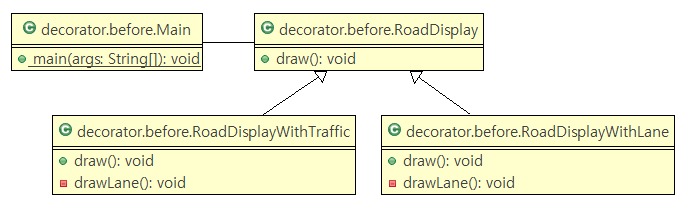 C decorator.before.Main
main(args: String[]): void
C decorator.before.RoadDisplay
draw(): void
C decorator.before.RoadDisplayWithTraffic
draw(): void
drawLane(): void
C decorator.before.RoadDisplayWithLane
draw(): void
drawLane(): void